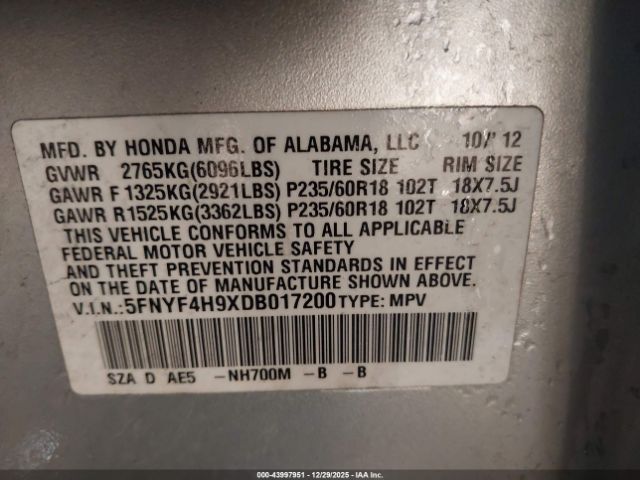 MFD. BY HONDA MFG. OF ALABAMA, LLC 10/'12
GVWR 2765KG(6096LBS) TIRE SIZE RIM SIZE
GAWR F 1325KG(2921LBS) P235/60R18 102T 18X7.5J
GAWR R1525KG(3362LBS) P235/60R18 102T 18X7.5J
THIS VEHICLE CONFORMS TO ALL APPLICABLE
FEDERAL MOTOR VEHICLE SAFETY
AND THEFT PREVENTION STANDARDS IN EFFECT
ON THE DATE OF MANUFACTURE SHOWN ABOVE.
V.I.N.:5FNYF4H9XDB017200 TYPE: MPV
SZA D AE5 -NH700M -B -B
000-43997951 - 12/29/2025 - IAAI.com